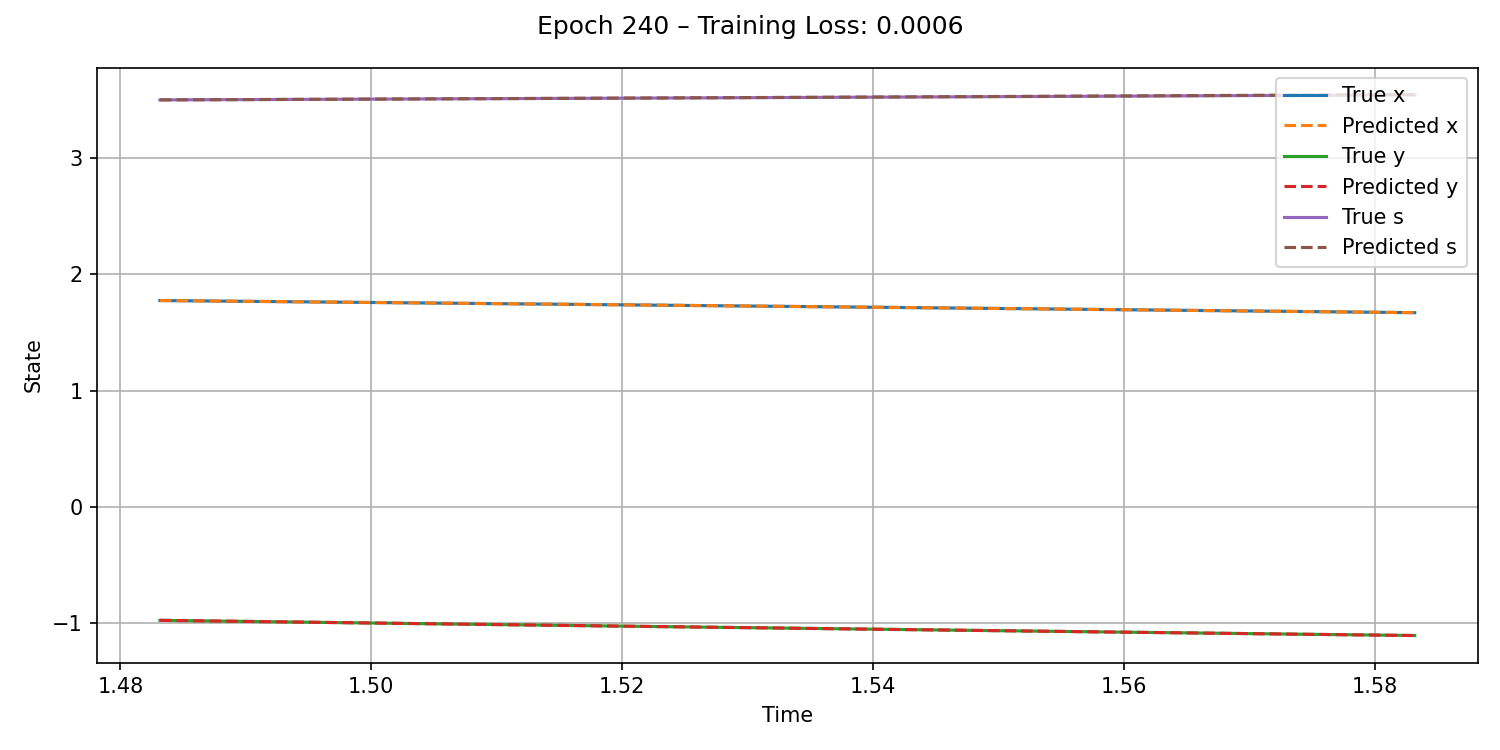 Epoch 240 – Training Loss: 0.0006
True x
Predicted x
True y
Predicted y
True s
Predicted s
State
3
2
1
0
−1
1.48 1.50 1.52 1.54 1.56 1.58
Time